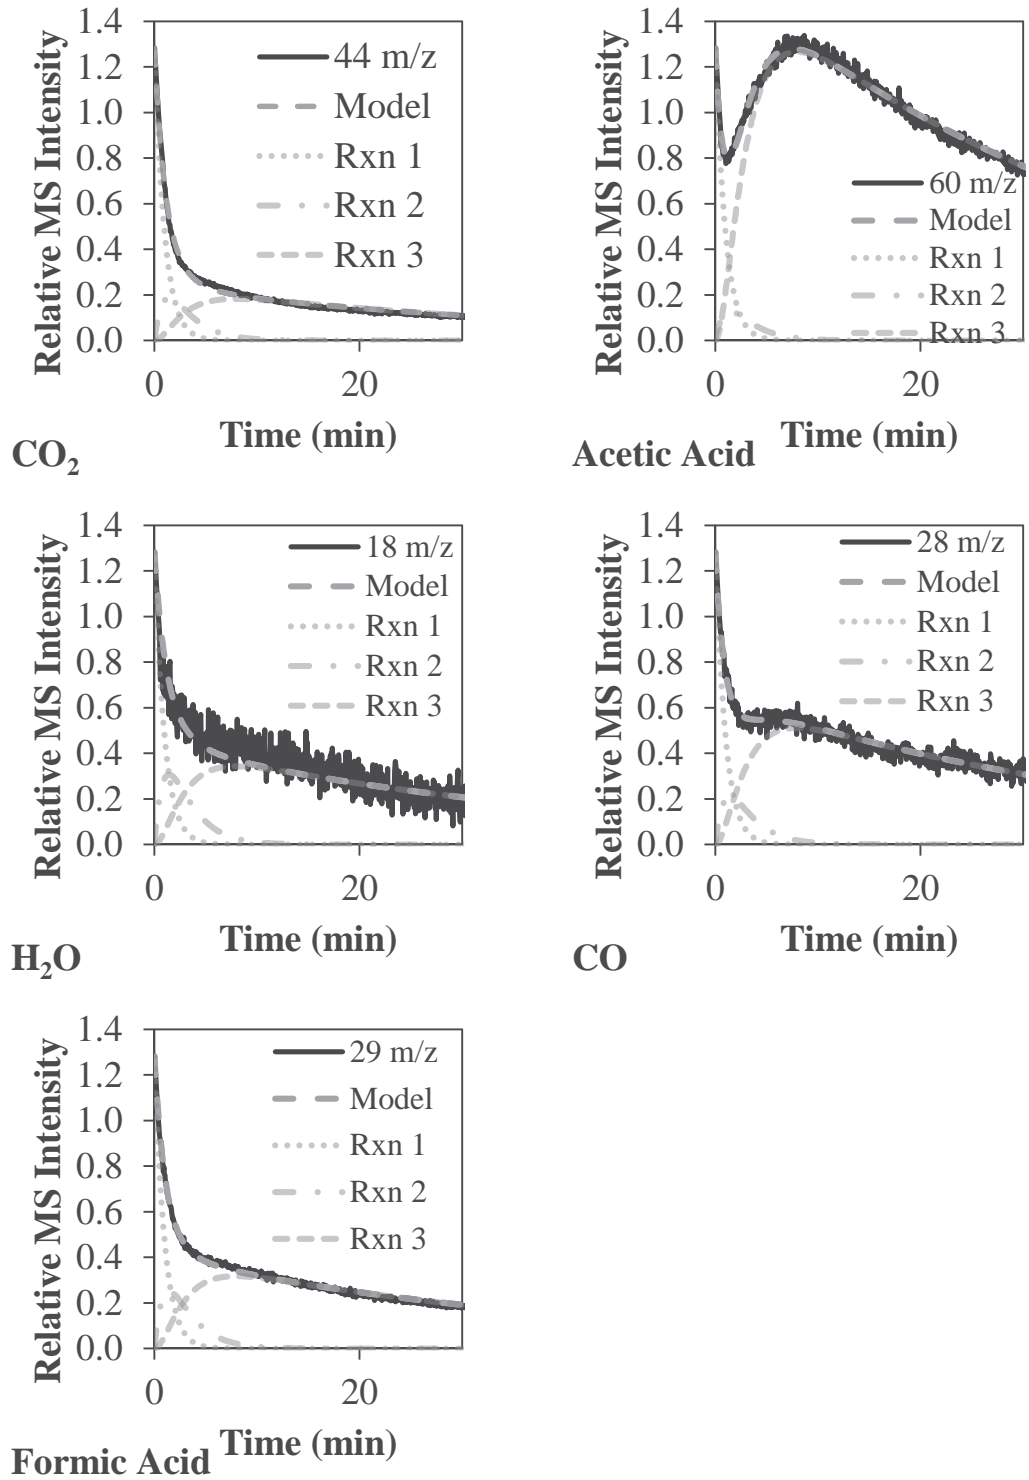 Relative MS Intensity
1.4
1.2
1.0
0.8
0.6
0.4
0.2
0.0
44 m/z
Model
Rxn 1
Rxn 2
Rxn 3
0
20
Time (min)
CO₂
Relative MS Intensity
1.4
1.2
1.0
0.8
0.6
0.4
0.2
0.0
60 m/z
Model
Rxn 1
Rxn 2
Rxn 3
0
20
Time (min)
Acetic Acid
Relative MS Intensity
1.4
1.2
1.0
0.8
0.6
0.4
0.2
0.0
18 m/z
Model
Rxn 1
Rxn 2
Rxn 3
0
20
Time (min)
H₂O
Relative MS Intensity
1.4
1.2
1.0
0.8
0.6
0.4
0.2
0.0
28 m/z
Model
Rxn 1
Rxn 2
Rxn 3
0
20
Time (min)
CO
Relative MS Intensity
1.4
1.2
1.0
0.8
0.6
0.4
0.2
0.0
29 m/z
Model
Rxn 1
Rxn 2
Rxn 3
0
20
Time (min)
Formic Acid